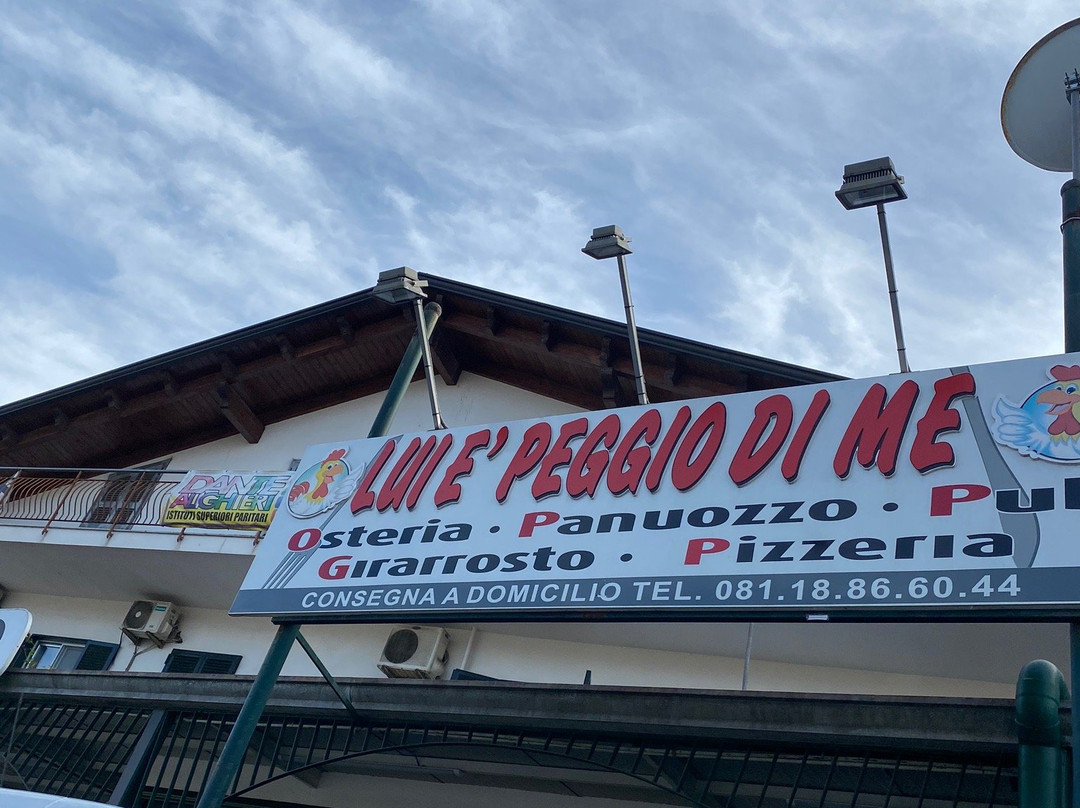 LUI E' PEGGIO DI ME
Osteria · Panuozzo · Pul
Girarrosto · Pizzeria
CONSEGNA A DOMICILIO TEL. 081.18.86.60.44
DANTE
ALIGHIERI
ISTITUTI SUPERIORI PARITARI